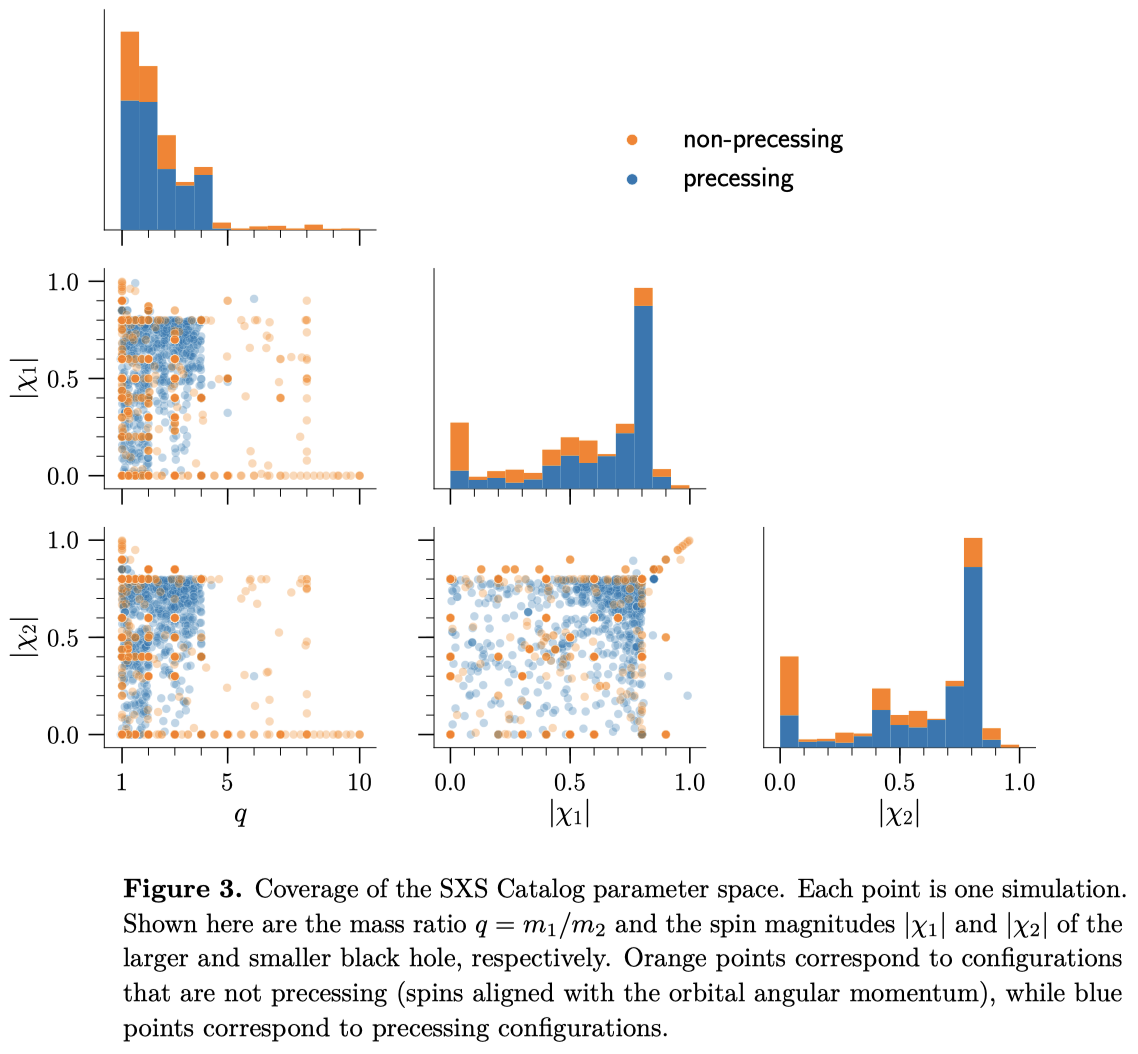 non-precessing
precessing
1.0
0.5
0.0
|χ₁|
1.0
0.5
0.0
|χ₂|
1 5 10
q
0.0 0.5 1.0
|χ₁|
0.0 0.5 1.0
|χ₂|
Figure 3. Coverage of the SXS Catalog parameter space. Each point is one simulation.
Shown here are the mass ratio q = m₁/m₂ and the spin magnitudes |χ₁| and |χ₂| of the
larger and smaller black hole, respectively. Orange points correspond to configurations
that are not precessing (spins aligned with the orbital angular momentum), while blue
points correspond to precessing configurations.